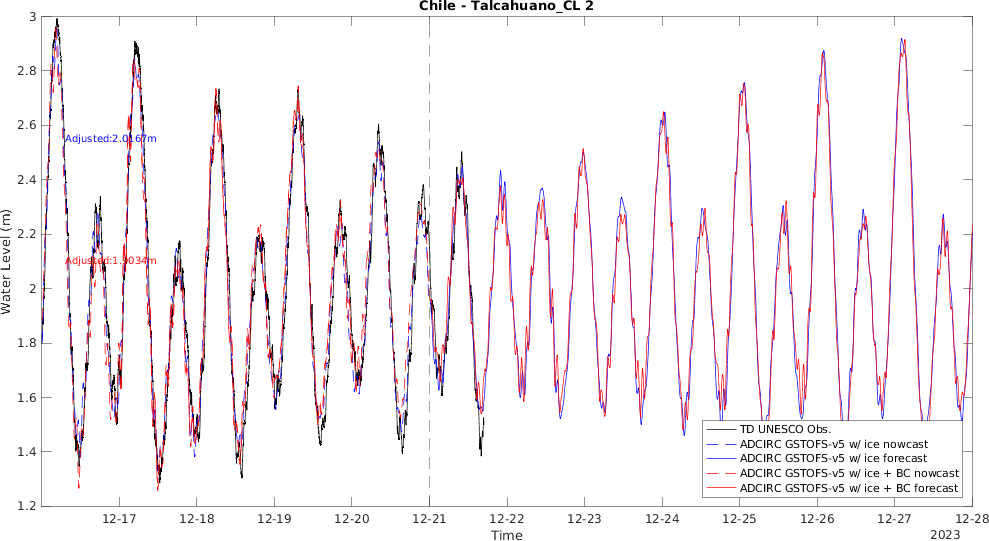 Chile - Talcahuano_CL 2
3
2.8
2.6
2.4
2.2
2
1.8
1.6
1.4
1.2
Water Level (m)
Adjusted:2.0167m
Adjusted:1.9034m
12-17
12-18
12-19
12-20
12-21
12-22
12-23
12-24
12-25
12-26
12-27
12-28
Time
2023
TD UNESCO Obs.
ADCIRC GSTOFS-v5 w/ ice nowcast
ADCIRC GSTOFS-v5 w/ ice forecast
ADCIRC GSTOFS-v5 w/ ice + BC nowcast
ADCIRC GSTOFS-v5 w/ ice + BC forecast